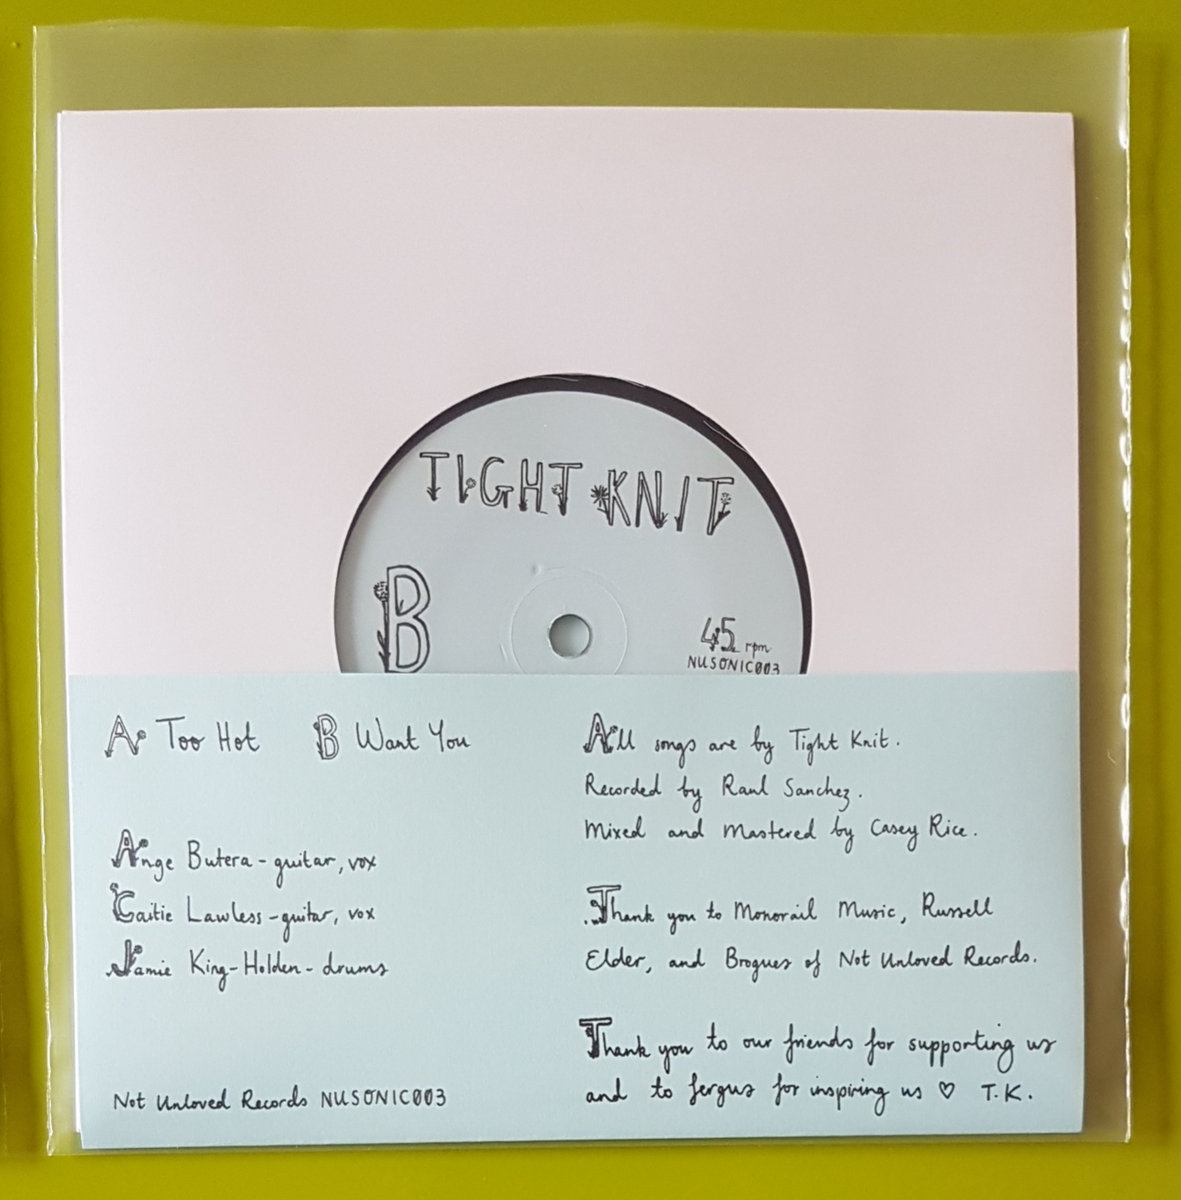 TIGHT KNIT
B
45 rpm
NUSONIC003
A Too Hot B Want You
Ange Butera - guitar, vox
Caitie Lawless - guitar, vox
Jamie King-Holden - drums
Not Unloved Records NUSONIC003
All songs are by Tight Knit.
Recorded by Raul Sanchez.
Mixed and Mastered by Casey Rice.
Thank you to Monorail Music, Russell
Elder, and Brogues of Not Unloved Records.
Thank you to our friends for supporting us
and to fergus for inspiring us ♡ T.K.